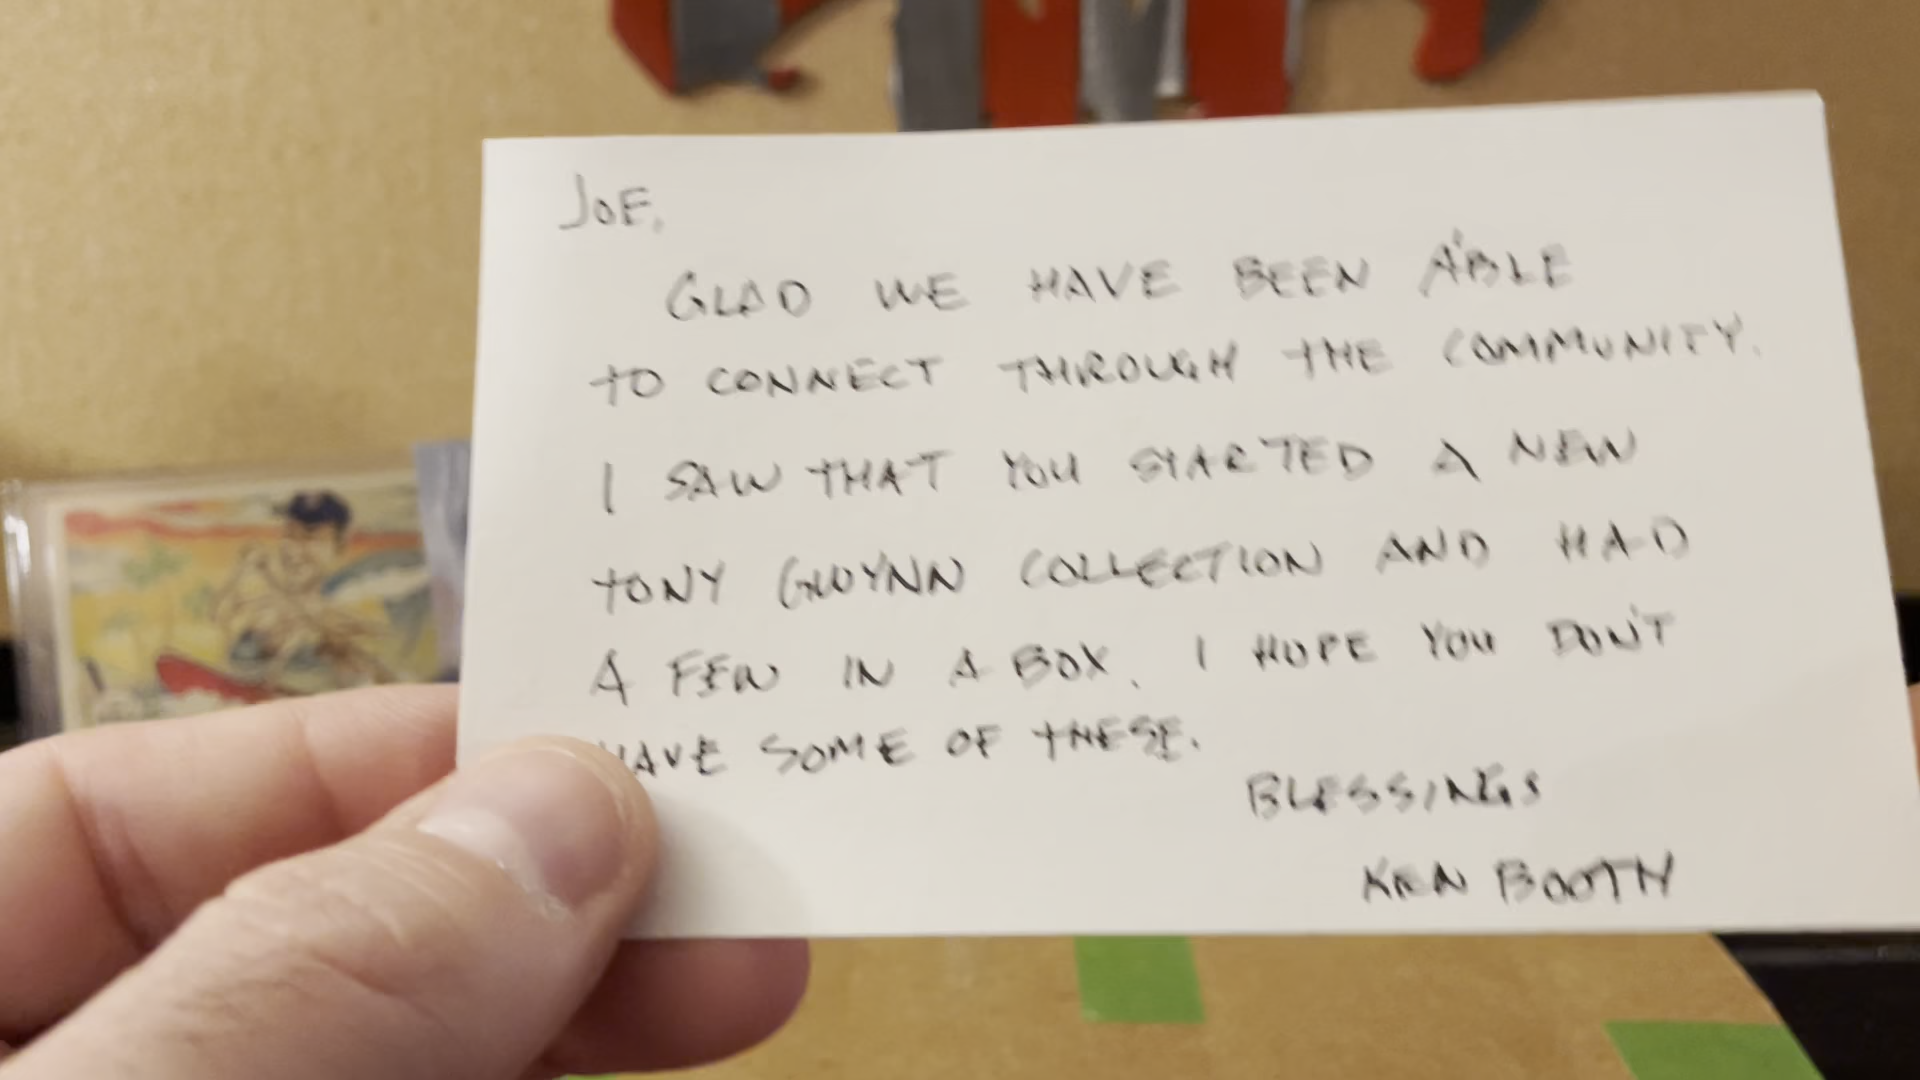 JOE,
GLAD WE HAVE BEEN ABLE
TO CONNECT THROUGH THE COMMUNITY.
I SAW THAT YOU STARTED A NEW
TONY GWYNN COLLECTION AND HAD
A FEW IN A BOX. I HOPE YOU DON'T
HAVE SOME OF THESE.
BLESSINGS
KEN BOOTH